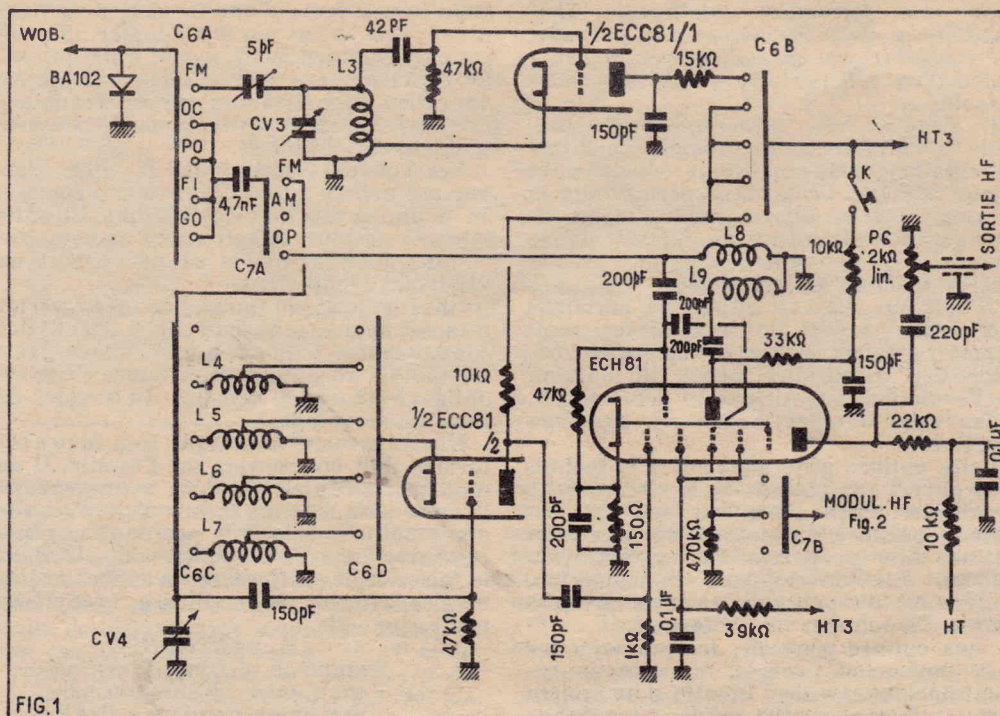 WOB.
C6A
BA102
FM
5pF
42PF
L3
47kΩ
½ECC81/1
15kΩ
C6B
CV3
150pF
OC
PO
FI
GO
4,7nF
FM
AM
OP
C7A
HT3
K
10kΩ
P6
2kΩ
lin.
SORTIE HF
L8
L9
200pF
200pF
200pF
33kΩ
150pF
220pF
L4
L5
L6
L7
C6C
C6D
10kΩ
½ECC81
/2
47kΩ
ECH81
22kΩ
0,1µF
MODUL. HF
Fig.2
C7B
200pF
150Ω
470kΩ
10kΩ
CV4
150pF
47kΩ
150pF
1kΩ
0,1µF
39kΩ
HT3
HT
FIG.1